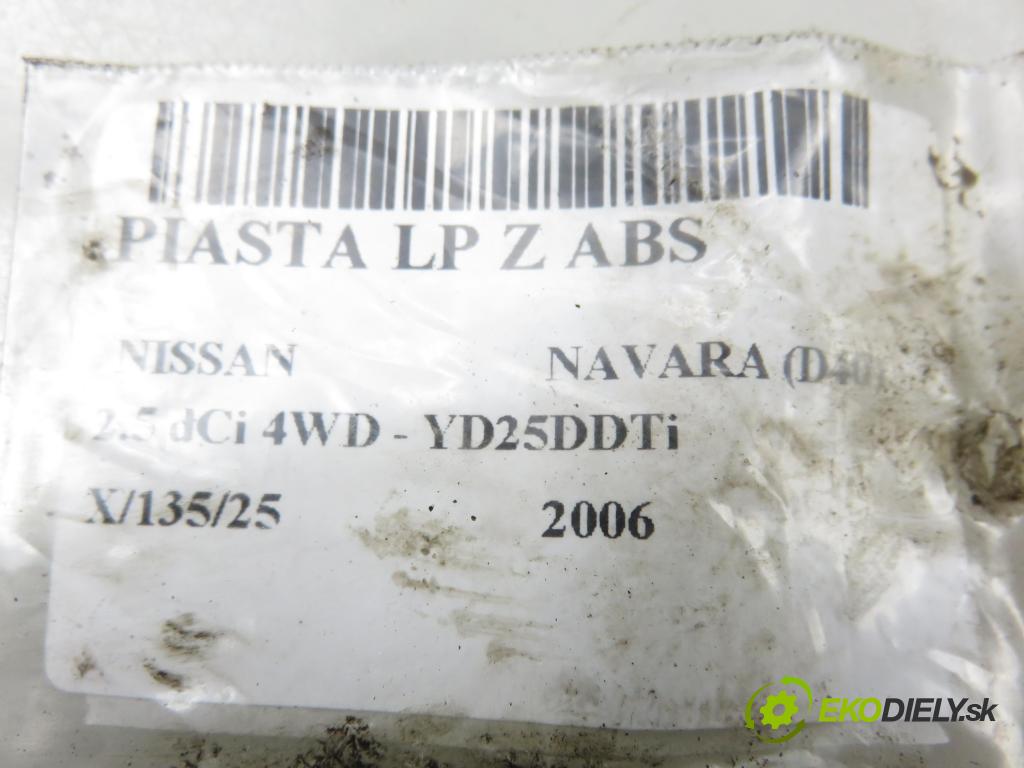 PIASTA LP Z ABS
NISSAN NAVARA (D40)
2.5 dCi 4WD - YD25DDTi
X/135/25 2006
EKODIELY.sk